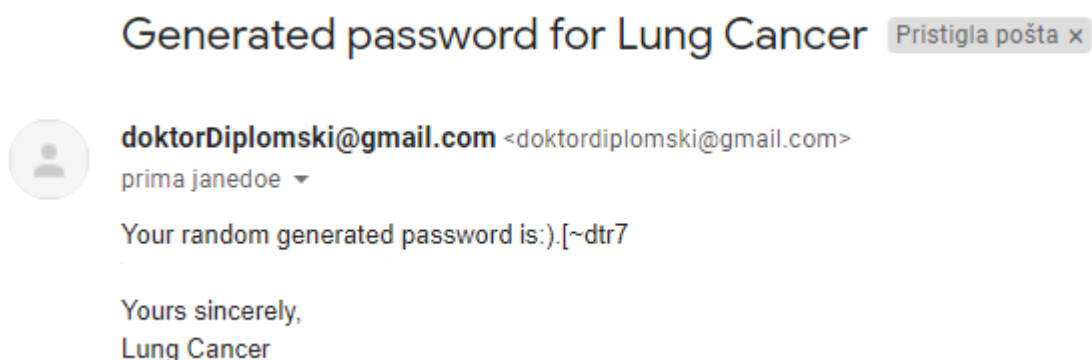 Generated password for Lung Cancer Pristigla pošta ×
doktorDiplomski@gmail.com <doktordiplomski@gmail.com>
prima janedoe
Your random generated password is:).[~dtr7
Yours sincerely,
Lung Cancer